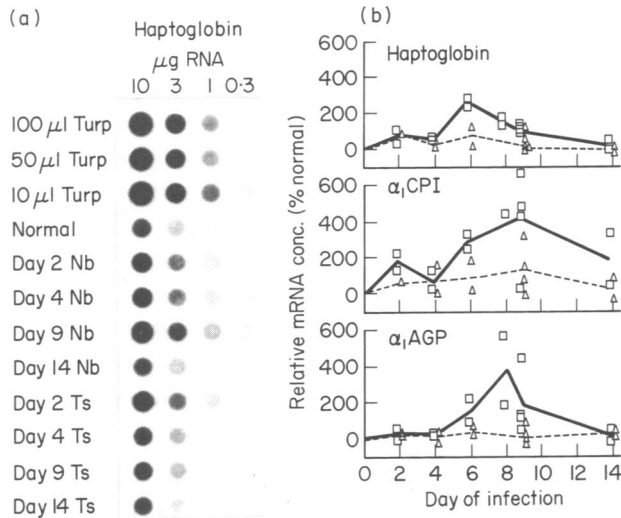 (a)
Haptoglobin
μg RNA
10 3 1 0·3
100 μl Turp
50 μl Turp
10 μl Turp
Normal
Day 2 Nb
Day 4 Nb
Day 9 Nb
Day 14 Nb
Day 2 Ts
Day 4 Ts
Day 9 Ts
Day 14 Ts
(b)
Relative mRNA conc. (% normal)
600
Haptoglobin
400
200
0
600
α₁CPI
400
200
0
600
α₁AGP
400
200
0
0 2 4 6 8 10 12 14
Day of infection